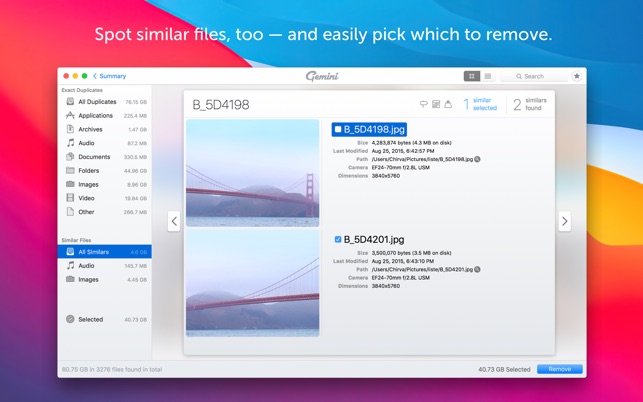 Spot similar files, too — and easily pick which to remove.
Summary
Gemini
Search
Exact Duplicates
All Duplicates 76.15 GB
Applications 225.4 MB
Archives 1.47 GB
Audio 87.2 MB
Documents 330.5 MB
Folders 44.96 GB
Images 8.96 GB
Video 19.84 GB
Other 266.7 MB
Similar Files
All Similars 4.6 GB
Audio 145.7 MB
Images 4.45 GB
Selected 40.73 GB
B_5D4198
1 similar selected
2 similars found
B_5D4198.jpg
Size 4,283,874 bytes (4.3 MB on disk)
Last Modified Aug 25, 2015, 6:42:57 PM
Path /Users/Chirva/Pictures/liste/B_5D4198.jpg
Camera EF24-70mm f/2.8L USM
Dimensions 3840x5760
B_5D4201.jpg
Size 3,500,070 bytes (3.5 MB on disk)
Last Modified Aug 25, 2015, 6:43:10 PM
Path /Users/Chirva/Pictures/liste/B_5D4201.jpg
Camera EF24-70mm f/2.8L USM
Dimensions 3840x5760
80.75 GB in 3276 files found in total
40.73 GB Selected
Remove